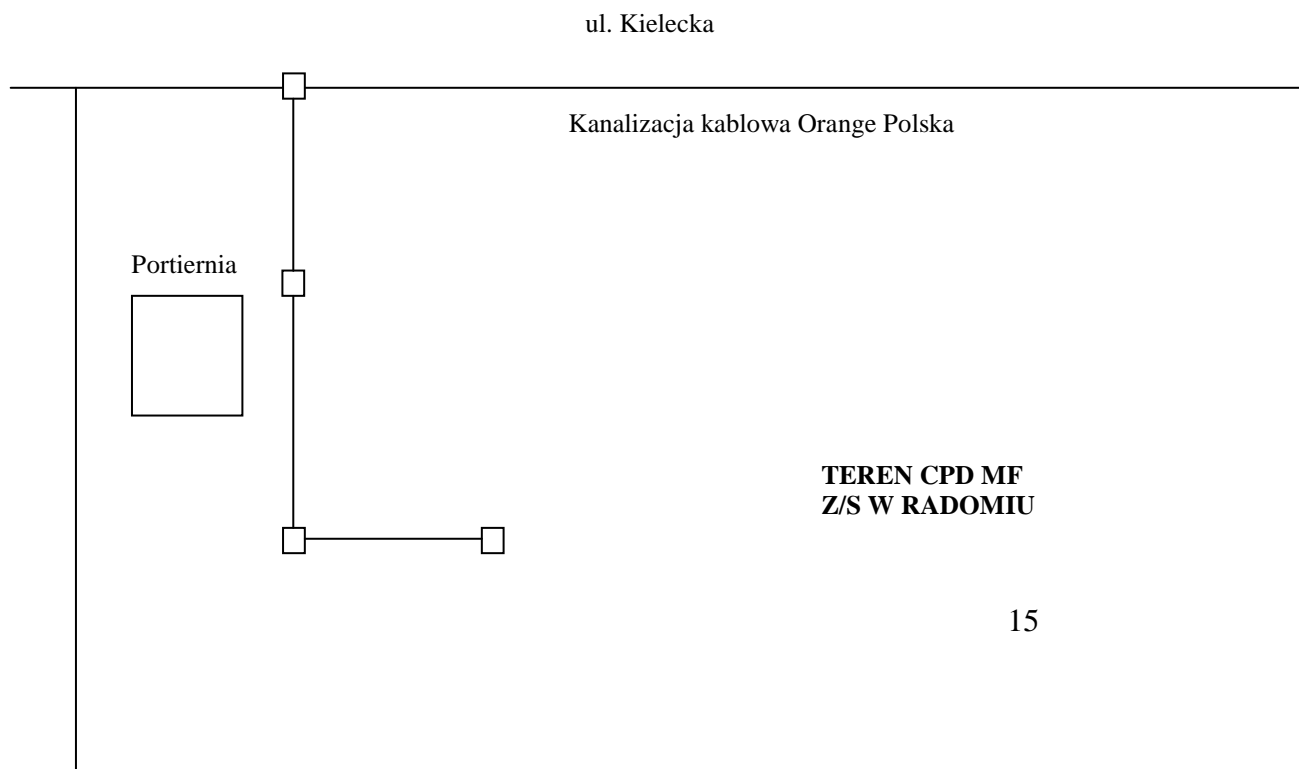 ul. Kielecka
Kanalizacja kablowa Orange Polska
Portiernia
TEREN CPD MF
Z/S W RADOMIU
15